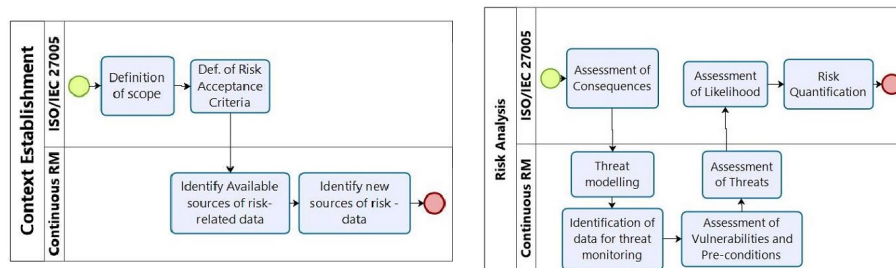 Context Establishment
ISO/IEC 27005
Definition
of scope
Def. of Risk
Acceptance
Criteria
Continuous RM
Identify Available
sources of risk-
related data
Identify new
sources of risk -
data
Risk Analysis
ISO/IEC 27005
Assessment of
Consequences
Assessment
of Likelihood
Risk
Quantification
Continuous RM
Threat
modelling
Assessment
of Threats
Identification of
data for threat
monitoring
Assessment of
Vulnerabilities and
Pre-conditions